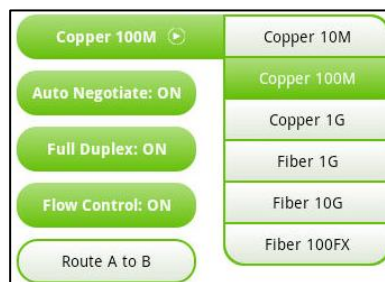 Copper 100M
Auto Negotiate: ON
Full Duplex: ON
Flow Control: ON
Route A to B
Copper 10M
Copper 100M
Copper 1G
Fiber 1G
Fiber 10G
Fiber 100FX